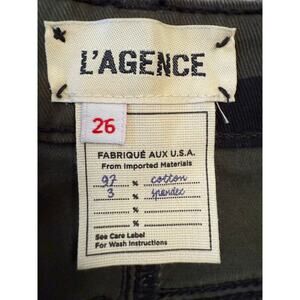 L'AGENCE
26
FABRIQUÉ AUX U.S.A.
From Imported Materials
97 % cotton
3 % spandex
%
%
See Care Label
For Wash Instructions